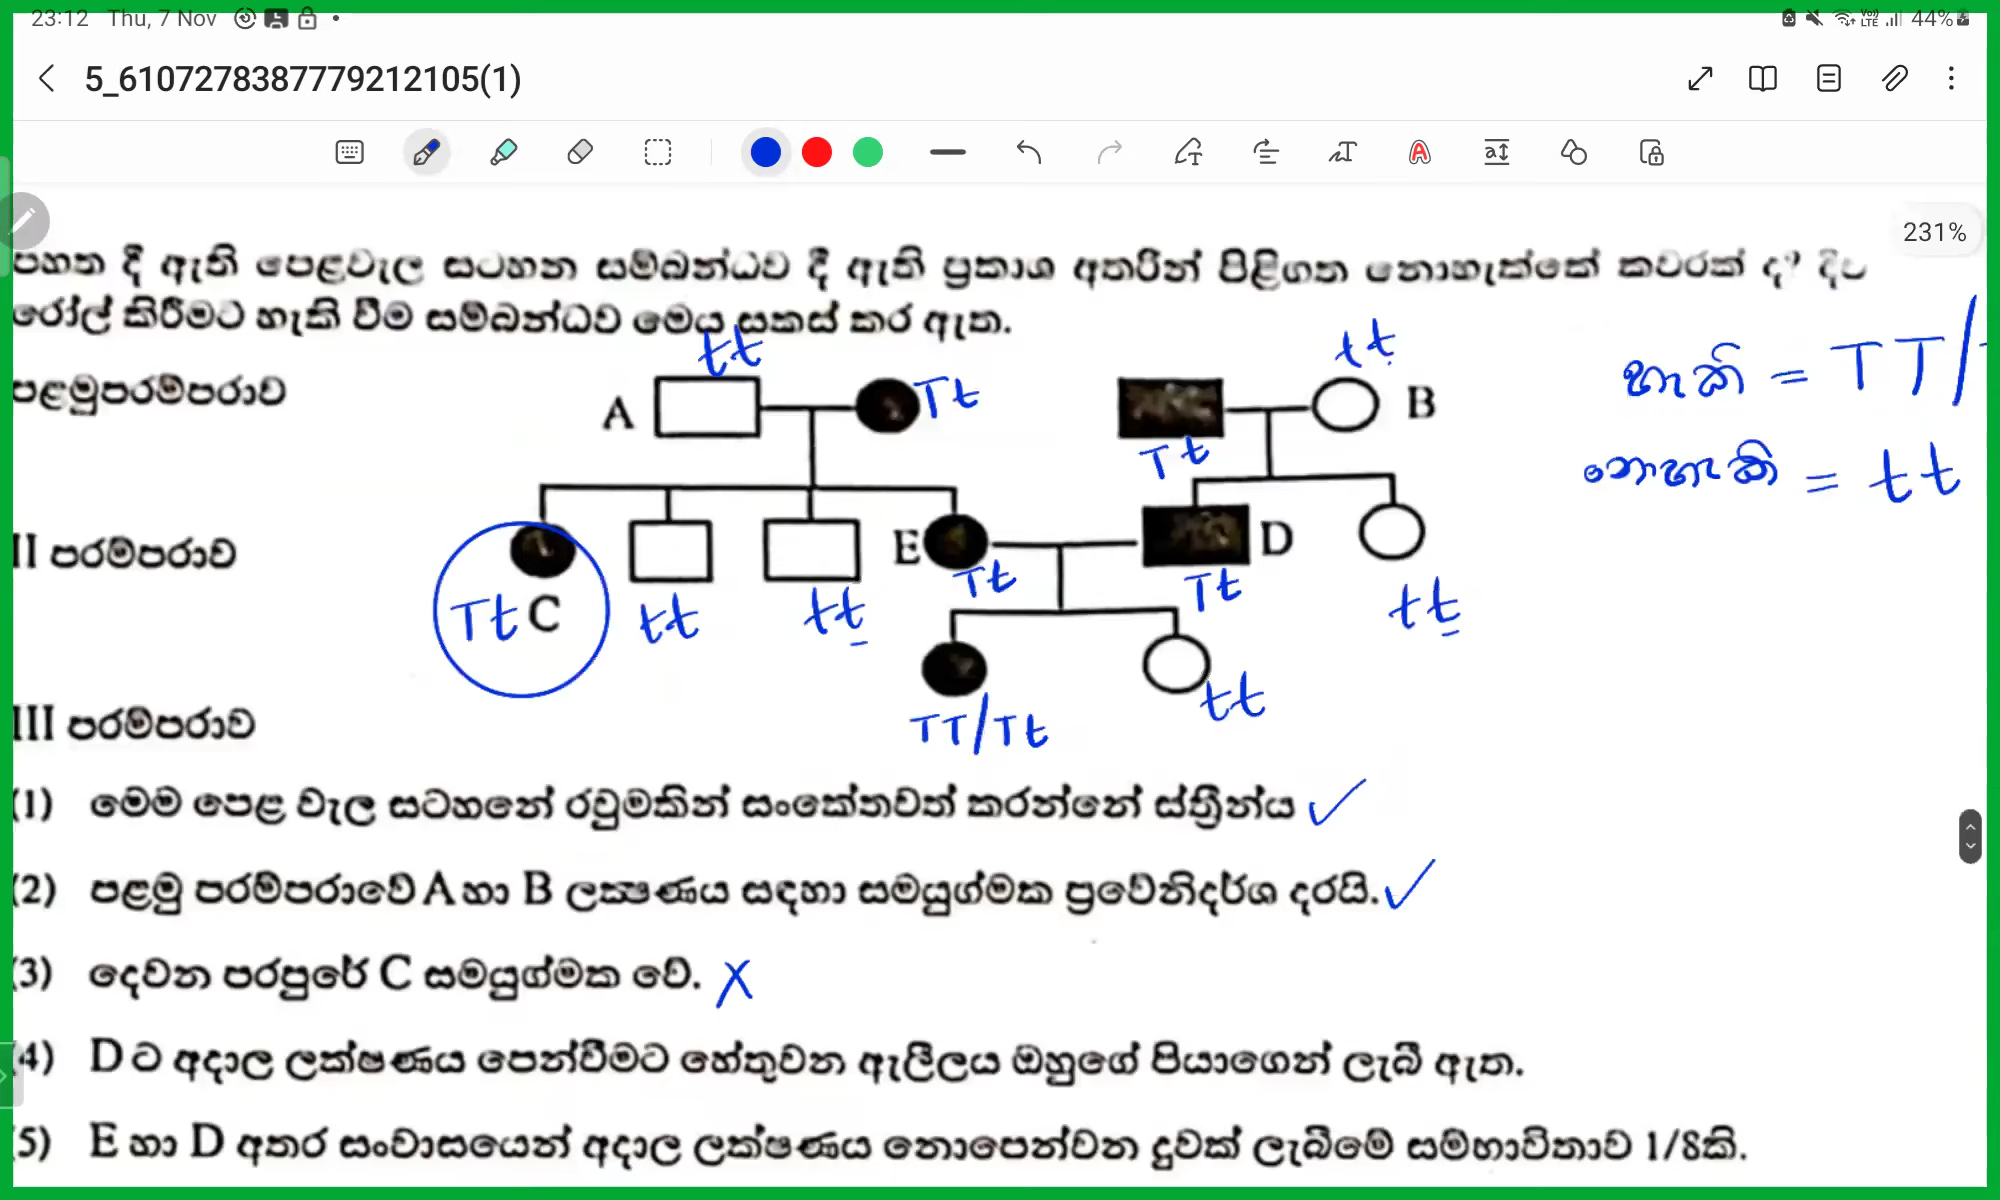 23:12 Thu, 7 Nov
44%
5_6107278387779212105(1)
231%
පහත දී ඇති පෙළවැල සටහන සම්බන්ධව දී ඇති ප්‍රකාශ අතරින් පිළිගත නොහැක්කේ කවරක් ද? දිව
රෝල් කිරීමට හැකි වීම සම්බන්ධව මෙය සකස් කර ඇත.
tt
tt
හැකි = TT/
පළමුපරම්පරාව
A
Tt
B
Tt
නොහැකි = tt
II පරම්පරාව
E
D
Tt C
tt
tt
Tt
Tt
tt
tt
TT/Tt
III පරම්පරාව
(1) මෙම පෙළ වැල සටහනේ රවුමකින් සංකේතවත් කරන්නේ ස්ත්‍රීන්ය
(2) පළමු පරම්පරාවේ A හා B ලක්‍ෂණය සඳහා සමයුග්මක ප්‍රවේනිදර්ශ දරයි.
(3) දෙවන පරපුරේ C සමයුග්මක වේ. X
(4) D ට අදාල ලක්ෂණය පෙන්වීමට හේතුවන ඇලීලය ඔහුගේ පියාගෙන් ලැබී ඇත.
(5) E හා D අතර සංවාසයෙන් අදාල ලක්ෂණය නොපෙන්වන දුවක් ලැබීමේ සම්භාවිතාව 1/8කි.